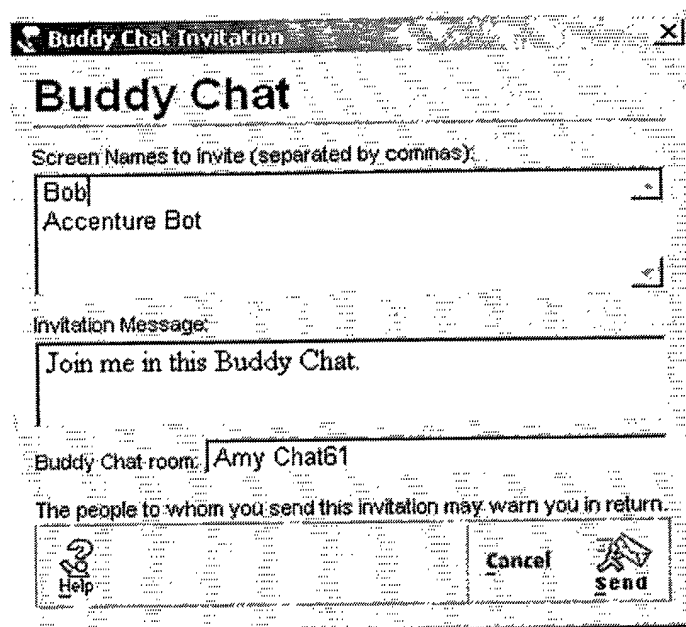 Buddy Chat Invitation
Buddy Chat
Screen Names to invite (separated by commas):
Bob
Accenture Bot
Invitation Message:
Join me in this Buddy Chat.
Buddy Chat room: Amy Chat61
The people to whom you send this invitation may warn you in return.
Help
Cancel
Send